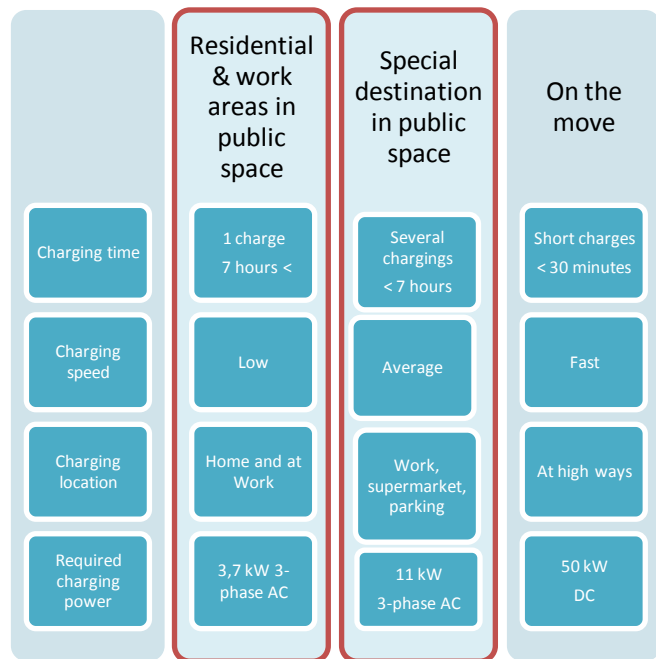 Residential
& work
areas in
public
space
Special
destination
in public
space
On the
move
Charging time
1 charge
7 hours <
Several
chargings
< 7 hours
Short charges
< 30 minutes
Charging
speed
Low
Average
Fast
Charging
location
Home and at
Work
Work,
supermarket,
parking
At high ways
Required
charging
power
3,7 kW 3-
phase AC
11 kW
3-phase AC
50 kW
DC